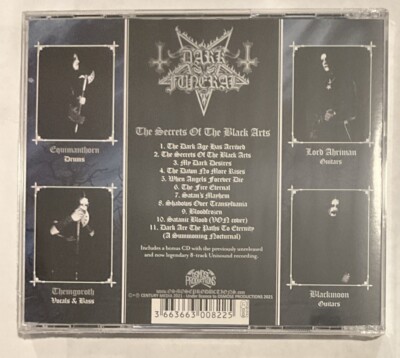 DARK
FUNERAL
The Secrets Of The Black Arts
1. The Dark Age Has Arrived
2. The Secrets Of The Black Arts
3. My Dark Desires
4. The Dawn No More Rises
5. When Angels Forever Die
6. The Fire Eternal
7. Satan's Mayhem
8. Shadows Over Transylvania
9. Bloodfrozen
10. Satanic Blood (VON cover)
11. Dark Are The Paths To Eternity
(A Summoning Nocturnal)
Includes a bonus CD with the previously unreleased
and now legendary 8-track Unisound recording.
Equimanthorn
Drums
Lord Ahriman
Guitars
Themgoroth
Vocals & Bass
Blackmoon
Guitars
www.OSMOSEPRODUCTIONS.com
3 663663 008225